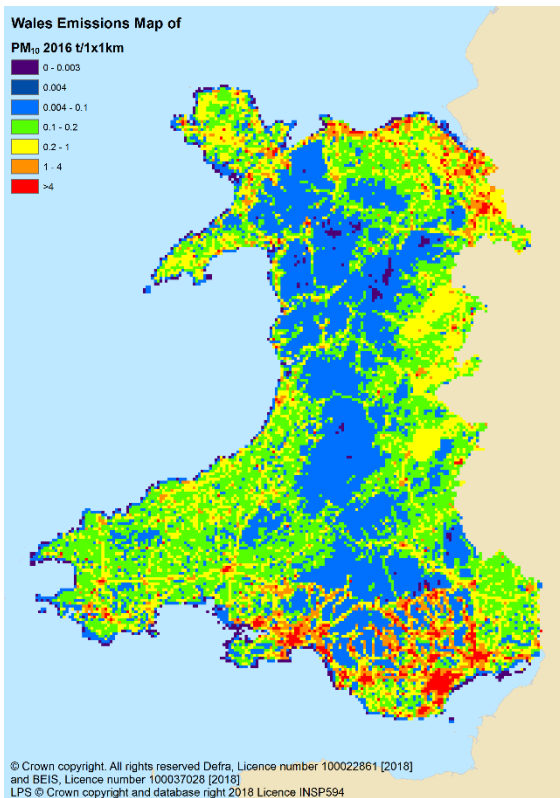 Wales Emissions Map of
PM₁₀ 2016 t/1x1km
0 - 0.003
0.004
0.004 - 0.1
0.1 - 0.2
0.2 - 1
1 - 4
>4
© Crown copyright. All rights reserved Defra, Licence number 100022861 [2018]
and BEIS, Licence number 100037028 [2018]
LPS © Crown copyright and database right 2018 Licence INSP594